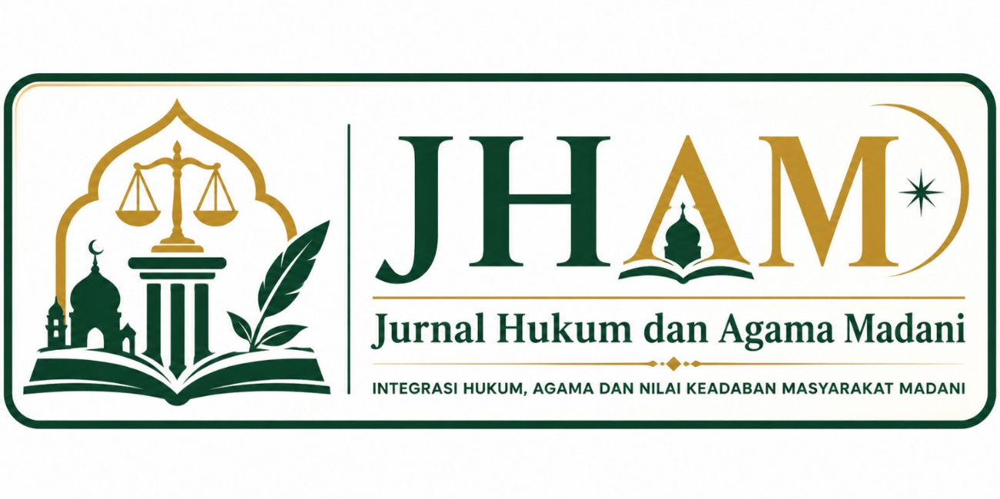 JHAM
Jurnal Hukum dan Agama Madani
INTEGRASI HUKUM, AGAMA DAN NILAI KEADABAN MASYARAKAT MADANI